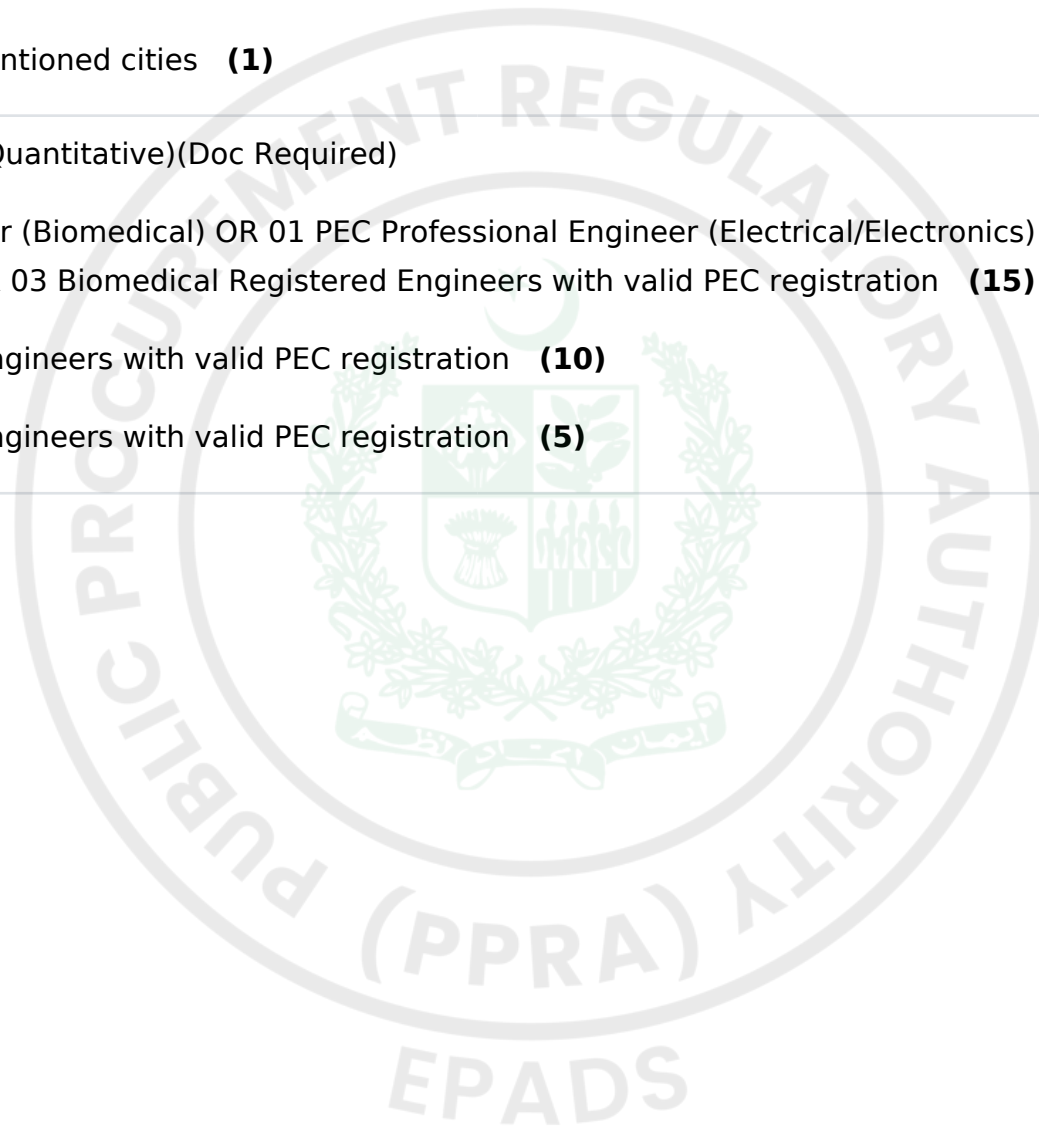 ntioned cities (1)
Quantitative)(Doc Required)
r (Biomedical) OR 01 PEC Professional Engineer (Electrical/Electronics)
03 Biomedical Registered Engineers with valid PEC registration (15)
ngineers with valid PEC registration (10)
ngineers with valid PEC registration (5)
PUBLIC PROCUREMENT REGULATORY AUTHORITY
(PPRA)
EPADS